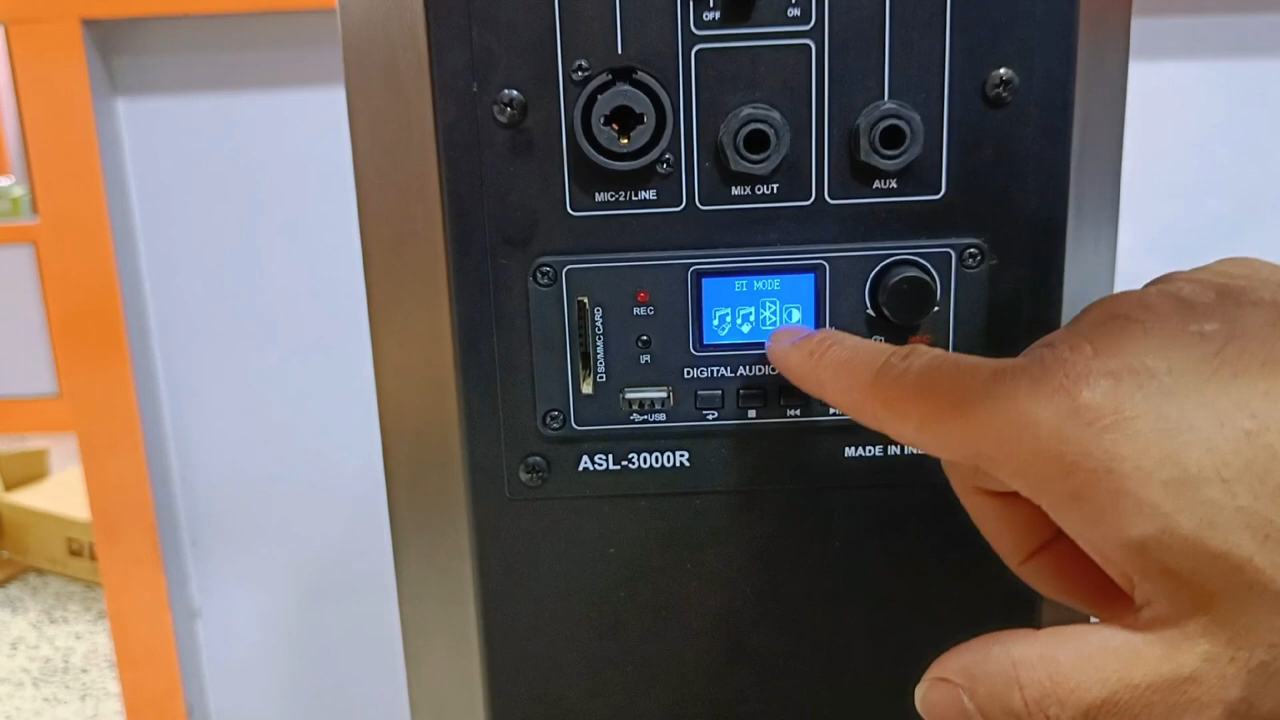 OFF ON
MIC-2/LINE
MIX OUT
AUX
BT MODE
REC
SD/MMC CARD
IR
DIGITAL AUDIO
USB
ASL-3000R
MADE IN